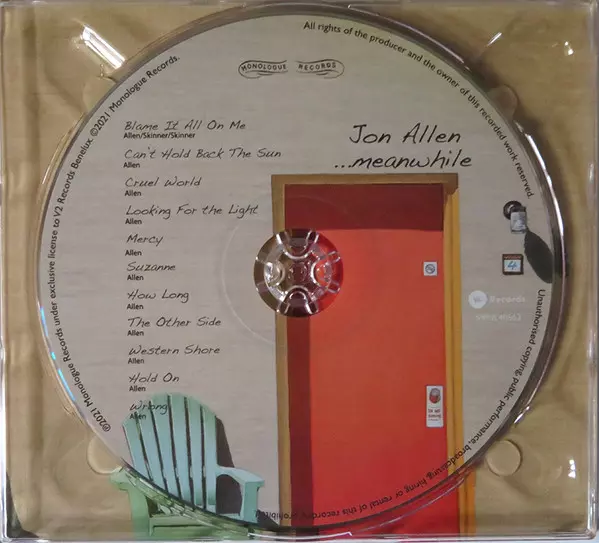 All rights of the producer and the owner of this recorded work reserved.
Unauthorised copying, public performance, broadcasting, hiring or rental of this recording prohibited.
©2021 Monologue Records under exclusive license to V2 Records Benelux. ©2021 Monologue Records.
MONOLOGUE RECORDS
Jon Allen
...meanwhile
Blame It All On Me
Allen/Skinner/Skinner
Can't Hold Back The Sun
Allen
Cruel World
Allen
Looking For the Light
Allen
Mercy
Allen
Suzanne
Allen
How Long
Allen
The Other Side
Allen
Western Shore
Allen
Hold On
Allen
Wrong
Allen
4
V2 Records